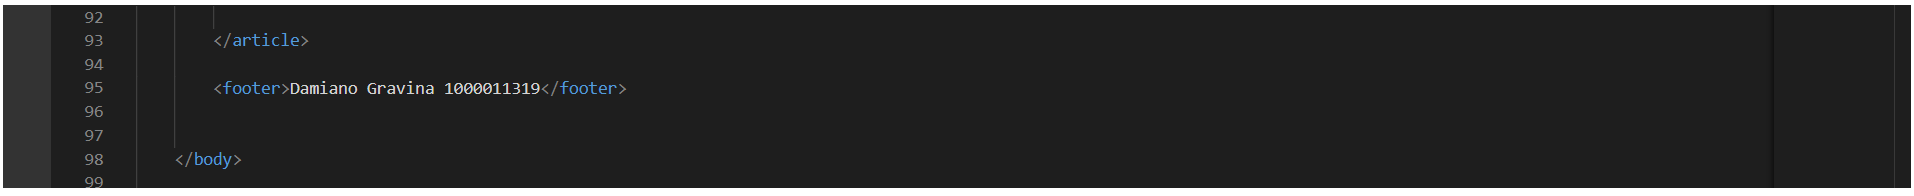 92
93 </article>
94
95 <footer>Damiano Gravina 1000011319</footer>
96
97
98 </body>
99